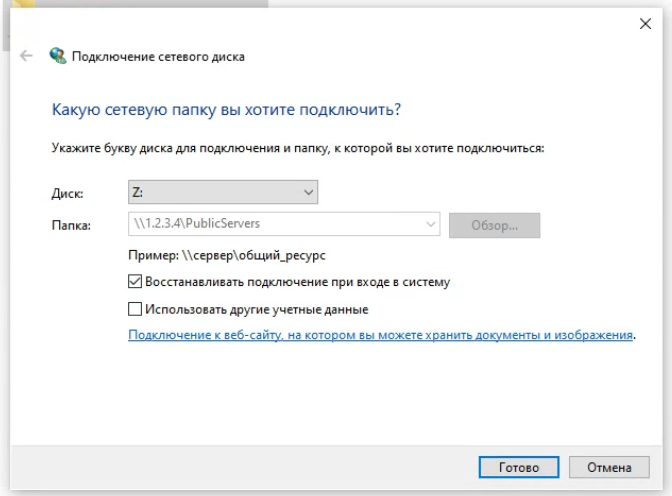 Подключение сетевого диска
Какую сетевую папку вы хотите подключить?
Укажите букву диска для подключения и папку, к которой вы хотите подключиться:
Диск: Z:
Папка: \\1.2.3.4\PublicServers Обзор...
Пример: \\сервер\общий_ресурс
Восстанавливать подключение при входе в систему
Использовать другие учетные данные
Подключение к веб-сайту, на котором вы можете хранить документы и изображения.
Готово Отмена